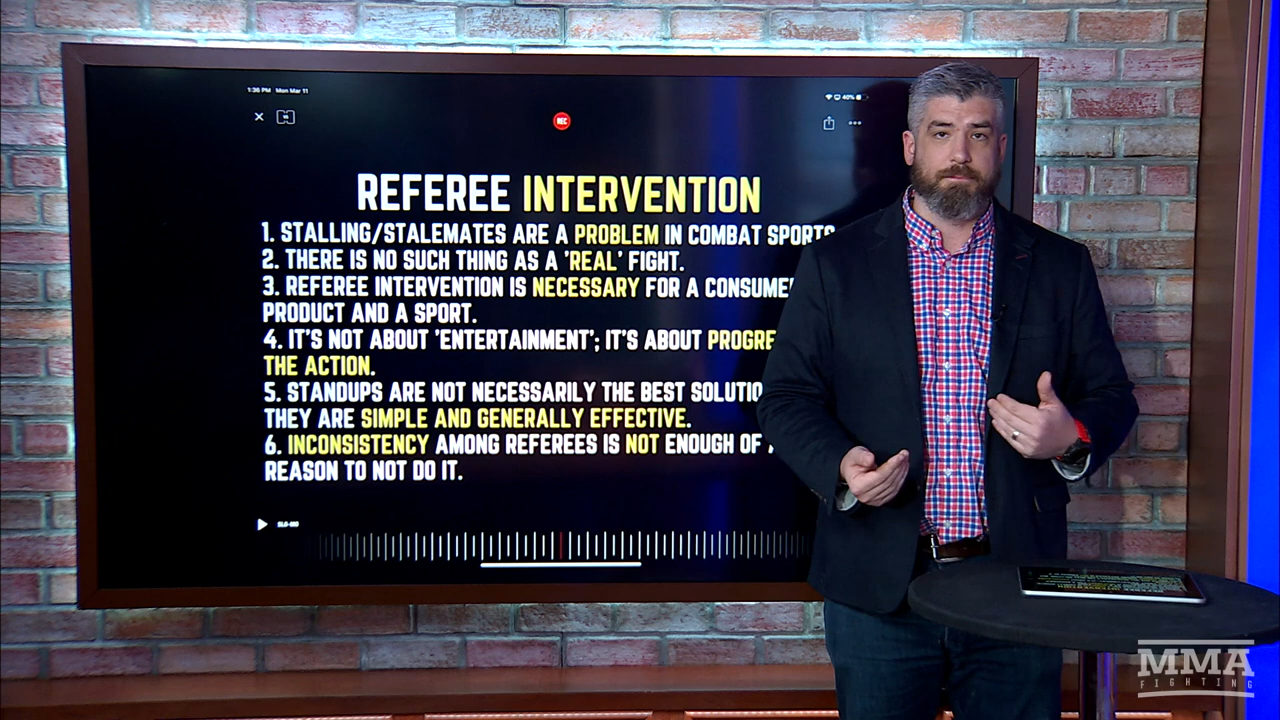 1:36 PM Mon Mar 11
40%
REC
REFEREE INTERVENTION
1. STALLING/STALEMATES ARE A PROBLEM IN COMBAT SPORTS
2. THERE IS NO SUCH THING AS A 'REAL' FIGHT.
3. REFEREE INTERVENTION IS NECESSARY FOR A CONSUME
PRODUCT AND A SPORT.
4. IT'S NOT ABOUT 'ENTERTAINMENT'; IT'S ABOUT PROGRE
THE ACTION.
5. STANDUPS ARE NOT NECESSARILY THE BEST SOLUTIO
THEY ARE SIMPLE AND GENERALLY EFFECTIVE.
6. INCONSISTENCY AMONG REFEREES IS NOT ENOUGH OF A
REASON TO NOT DO IT.
MMA
FIGHTING